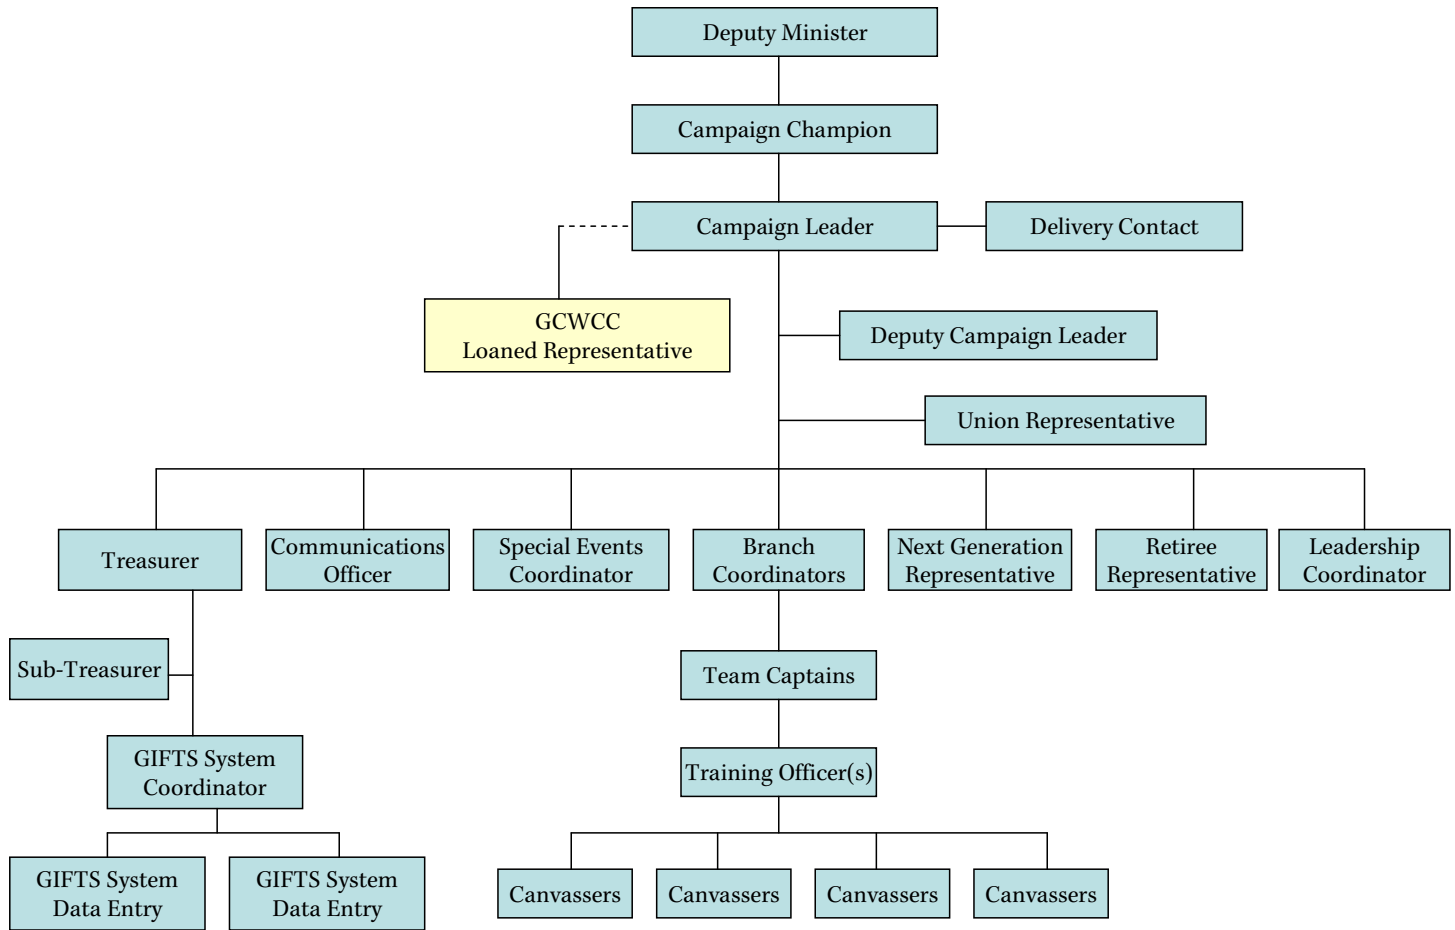 Deputy Minister
Campaign Champion
Campaign Leader
Delivery Contact
GCWCC
Loaned Representative
Deputy Campaign Leader
Union Representative
Treasurer
Communications
Officer
Special Events
Coordinator
Branch
Coordinators
Next Generation
Representative
Retiree
Representative
Leadership
Coordinator
Sub-Treasurer
Team Captains
GIFTS System
Coordinator
Training Officer(s)
GIFTS System
Data Entry
GIFTS System
Data Entry
Canvassers
Canvassers
Canvassers
Canvassers